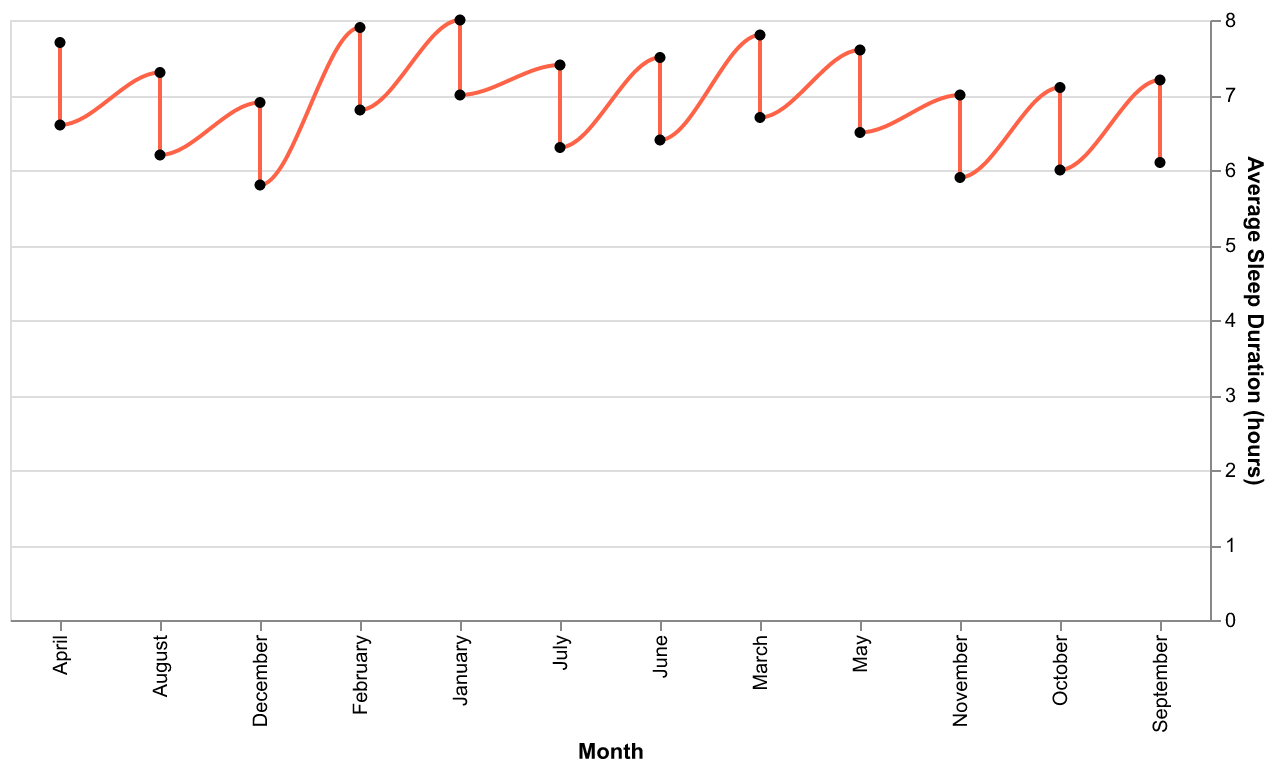 8
7
6
5
4
3
2
1
0
Average Sleep Duration (hours)
April
August
December
February
January
July
June
March
May
November
October
September
Month